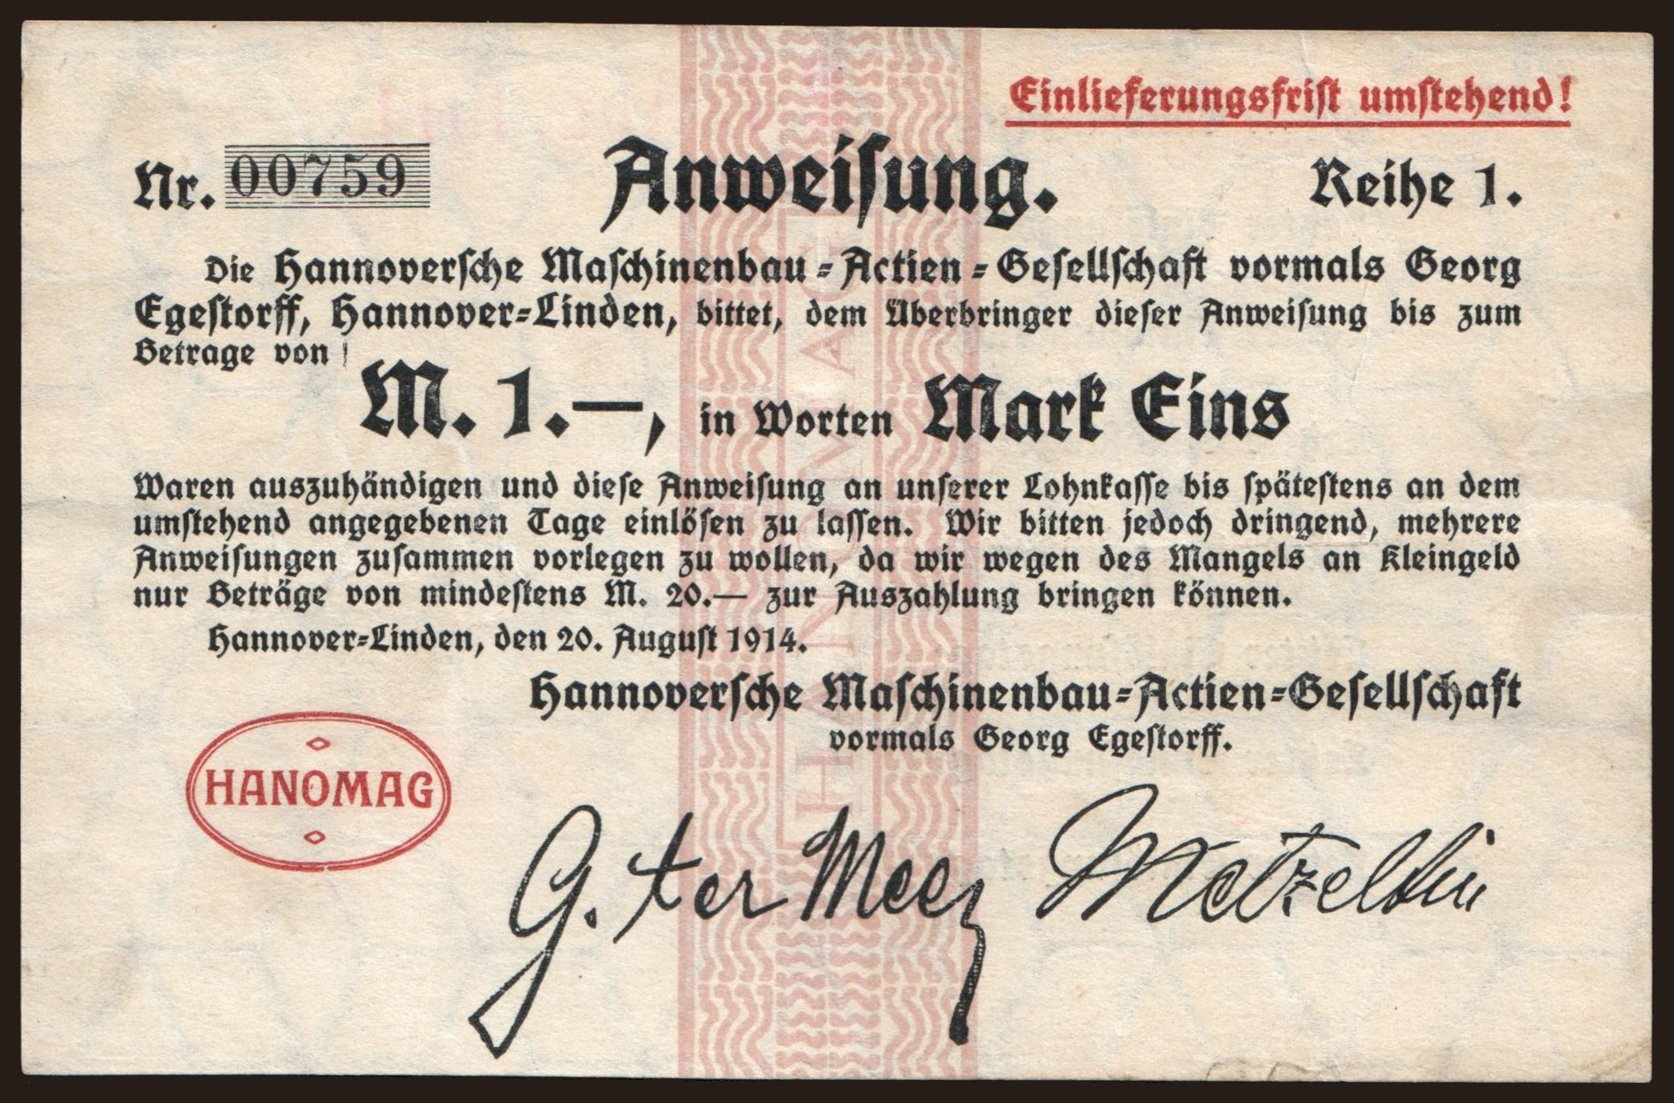 Einlieferungsfrist umstehend!
Nr. 00759 Anweisung. Reihe 1.
Die Hannoversche Maschinenbau-Actien-Gesellschaft vormals Georg
Egestorff, Hannover-Linden, bittet, dem Überbringer dieser Anweisung bis zum
Betrage von
M. 1.—, in Worten Mark Eins
Waren auszuhändigen und diese Anweisung an unserer Lohnkasse bis spätestens an dem
umstehend angegebenen Tage einlösen zu lassen. Wir bitten jedoch dringend, mehrere
Anweisungen zusammen vorlegen zu wollen, da wir wegen des Mangels an Kleingeld
nur Beträge von mindestens M. 20.— zur Auszahlung bringen können.
Hannover-Linden, den 20. August 1914.
Hannoversche Maschinenbau-Actien-Gesellschaft
vormals Georg Egestorff.
HANOMAG
G. ter Meer Metzeltin
HANOMAG